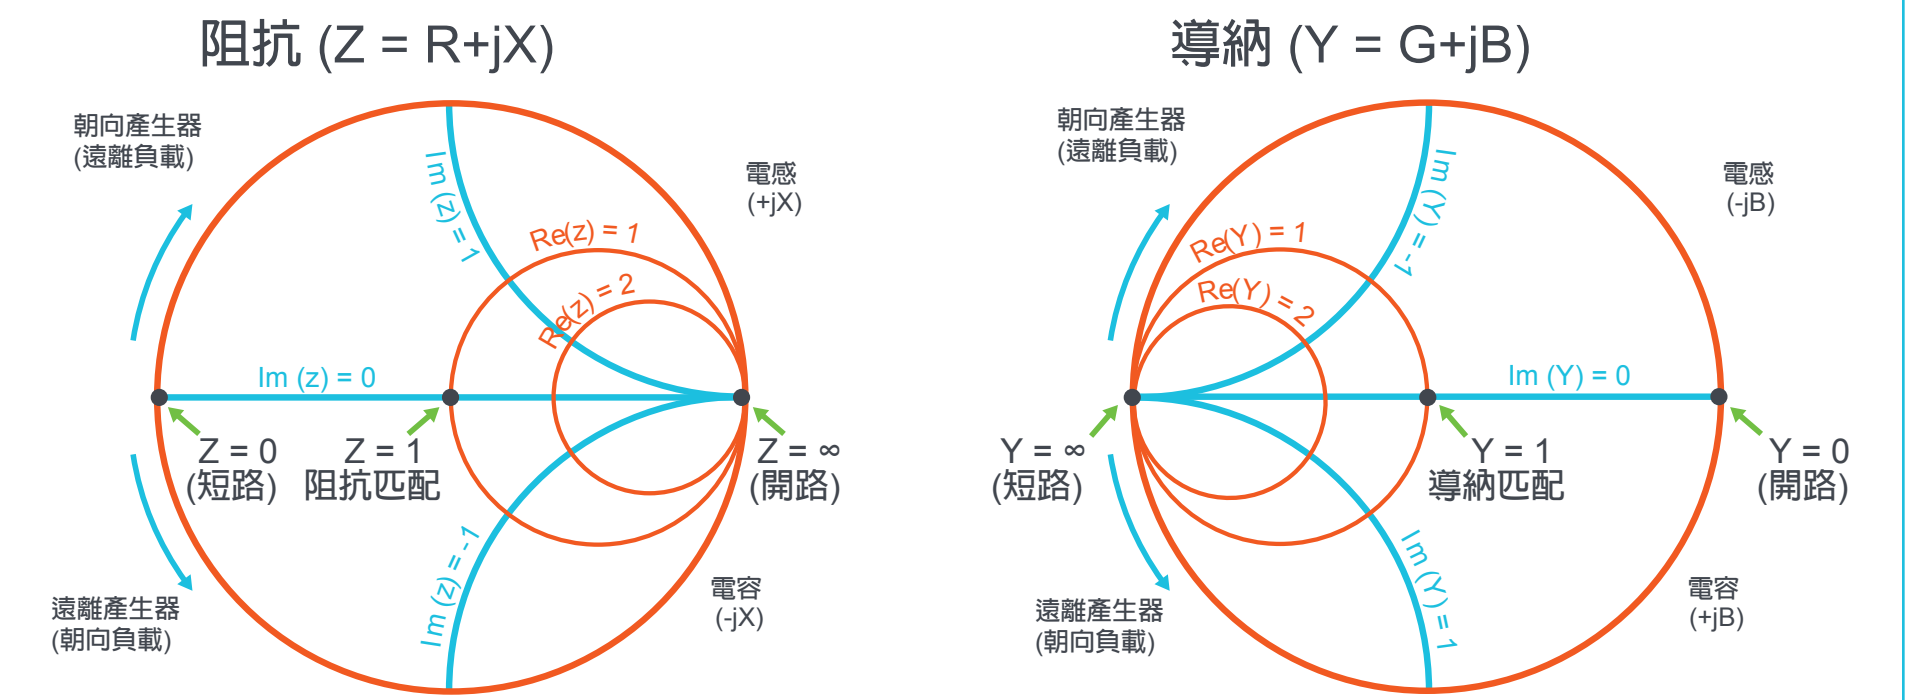 阻抗 (Z = R+jX)
朝向產生器
(遠離負載)
電感
(+jX)
Im (z) = 1
Re(z) = 1
Re(z) = 2
Im (z) = 0
Z = 0
(短路)
Z = 1
阻抗匹配
Z = ∞
(開路)
Im (z) = -1
遠離產生器
(朝向負載)
電容
(-jX)
導納 (Y = G+jB)
朝向產生器
(遠離負載)
電感
(-jB)
Im (Y) = -1
Re(Y) = 1
Re(Y) = 2
Im (Y) = 0
Y = ∞
(短路)
Y = 1
導納匹配
Y = 0
(開路)
Im (Y) = 1
遠離產生器
(朝向負載)
電容
(+jB)